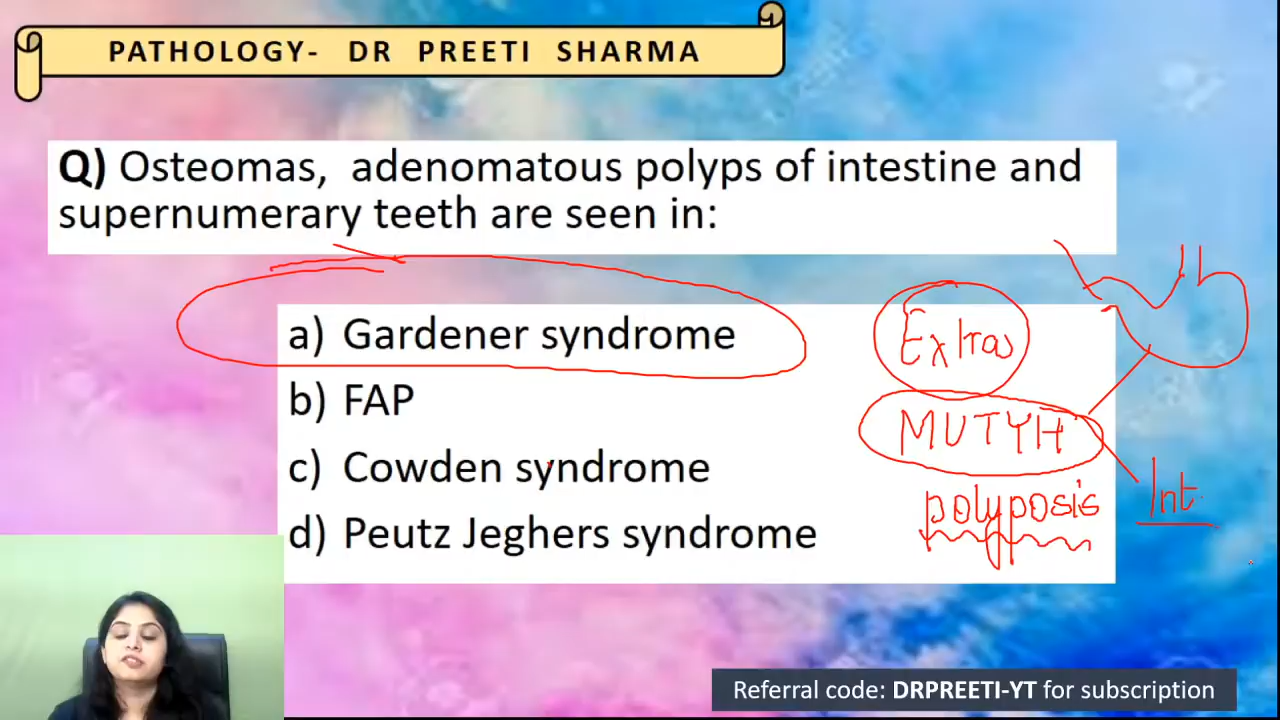 PATHOLOGY- DR PREETI SHARMA
Q) Osteomas, adenomatous polyps of intestine and
supernumerary teeth are seen in:
a) Gardener syndrome
b) FAP
c) Cowden syndrome
d) Peutz Jeghers syndrome
Extras
MUTYH
polyposis
Int.
Referral code: DRPREETI-YT for subscription